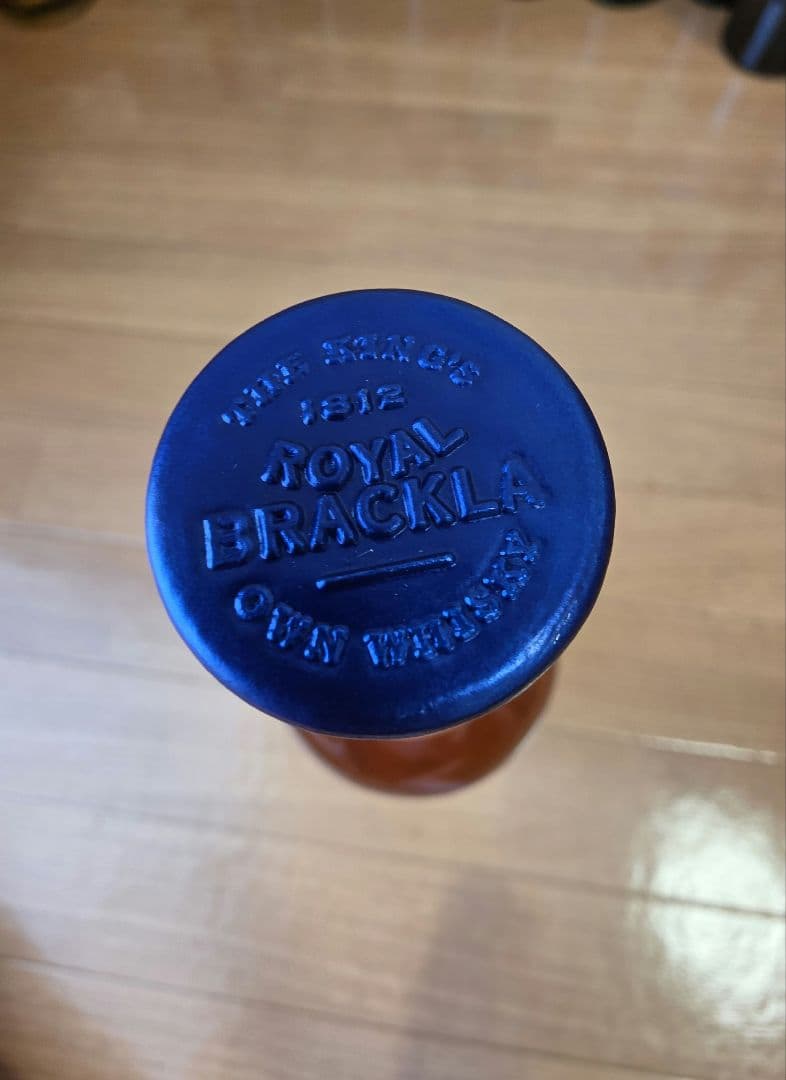 THE KING'S
1812
ROYAL
BRACKLA
OWN WHISKY